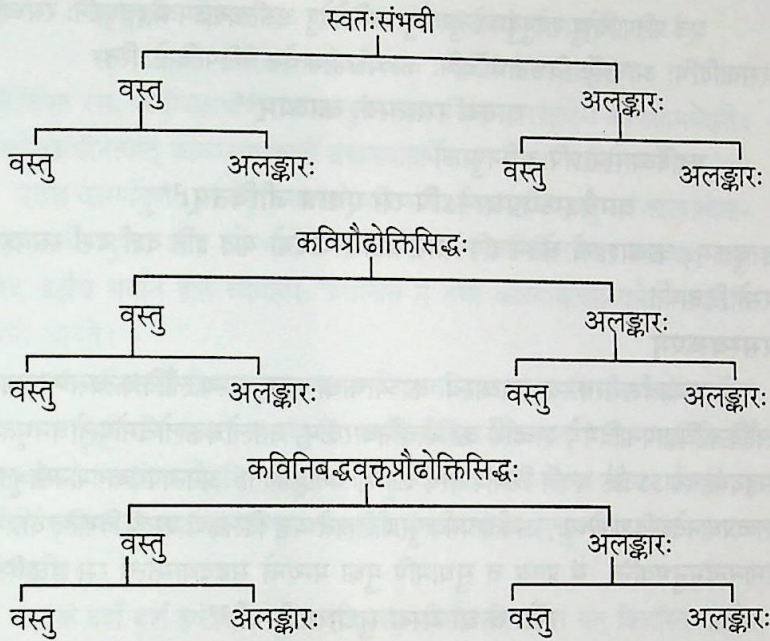 स्वतःसंभवी
वस्तु अलङ्कारः
वस्तु अलङ्कारः वस्तु अलङ्कारः
कविप्रौढोक्तिसिद्धः
वस्तु अलङ्कारः
वस्तु अलङ्कारः वस्तु अलङ्कारः
कविनिबद्धवक्तृप्रौढोक्तिसिद्धः
वस्तु अलङ्कारः
वस्तु अलङ्कारः वस्तु अलङ्कारः